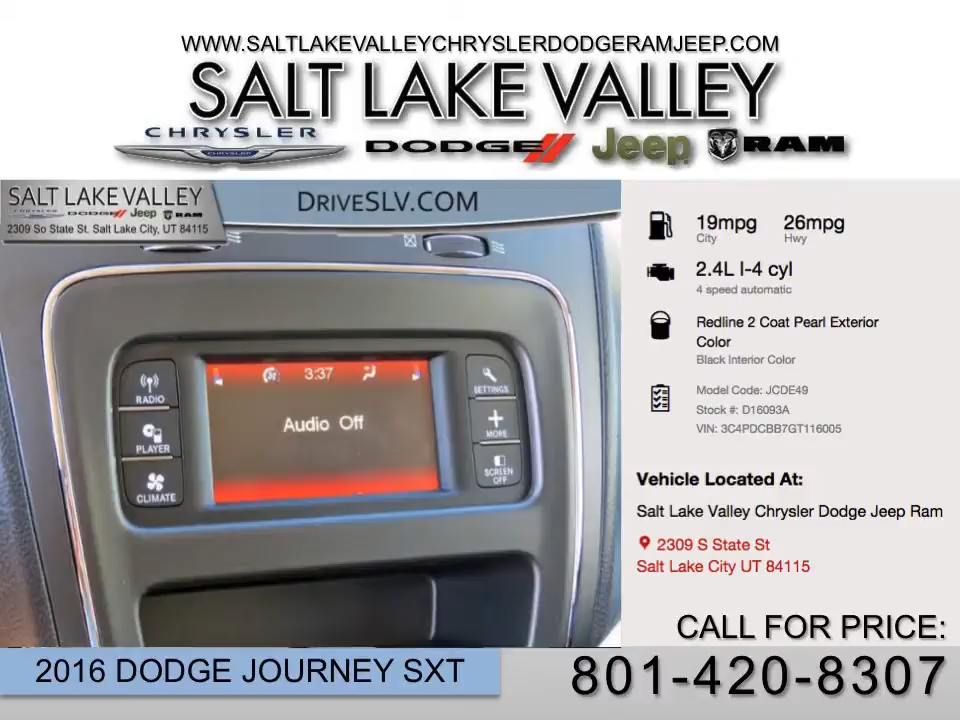 WWW.SALTLAKEVALLEYCHRYSLERDODGERAMJEEP.COM
SALT LAKE VALLEY
CHRYSLER
CHRYSLER
DODGE
Jeep
RAM
SALT LAKE VALLEY
DODGE Jeep RAM
2309 So State St. Salt Lake City, UT 84115
DRIVESLV.COM
3:37
Audio Off
RADIO
PLAYER
CLIMATE
SETTINGS
MORE
SCREEN
OFF
19mpg 26mpg
City Hwy
2.4L I-4 cyl
4 speed automatic
Redline 2 Coat Pearl Exterior
Color
Black Interior Color
Model Code: JCDE49
Stock #: D16093A
VIN: 3C4PDCBB7GT116005
Vehicle Located At:
Salt Lake Valley Chrysler Dodge Jeep Ram
2309 S State St
Salt Lake City UT 84115
CALL FOR PRICE:
2016 DODGE JOURNEY SXT
801-420-8307